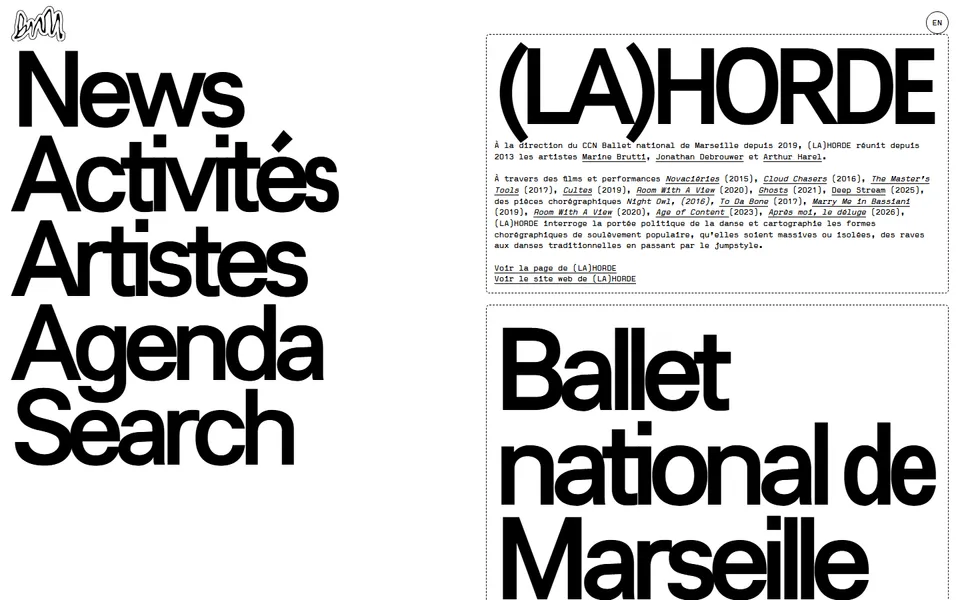 BNM
EN
News
Activités
Artistes
Agenda
Search
(LA)HORDE
À la direction du CCN Ballet national de Marseille depuis 2019, (LA)HORDE réunit depuis
2013 les artistes Marine Brutti, Jonathan Debrouwer et Arthur Harel.
À travers des films et performances Novaciéries (2015), Cloud Chasers (2016), The Master's
Tools (2017), Cultes (2019), Room With A View (2020), Ghosts (2021), Deep Stream (2025),
des pièces chorégraphiques Night Owl, (2016), To Da Bone (2017), Marry Me in Bassiani
(2019), Room With A View (2020), Age of Content (2023), Après moi, le déluge (2026),
(LA)HORDE interroge la portée politique de la danse et cartographie les formes
chorégraphiques de soulèvement populaire, qu'elles soient massives ou isolées, des raves
aux danses traditionnelles en passant par le jumpstyle.
Voir la page de (LA)HORDE
Voir le site web de (LA)HORDE
Ballet
national de
Marseille